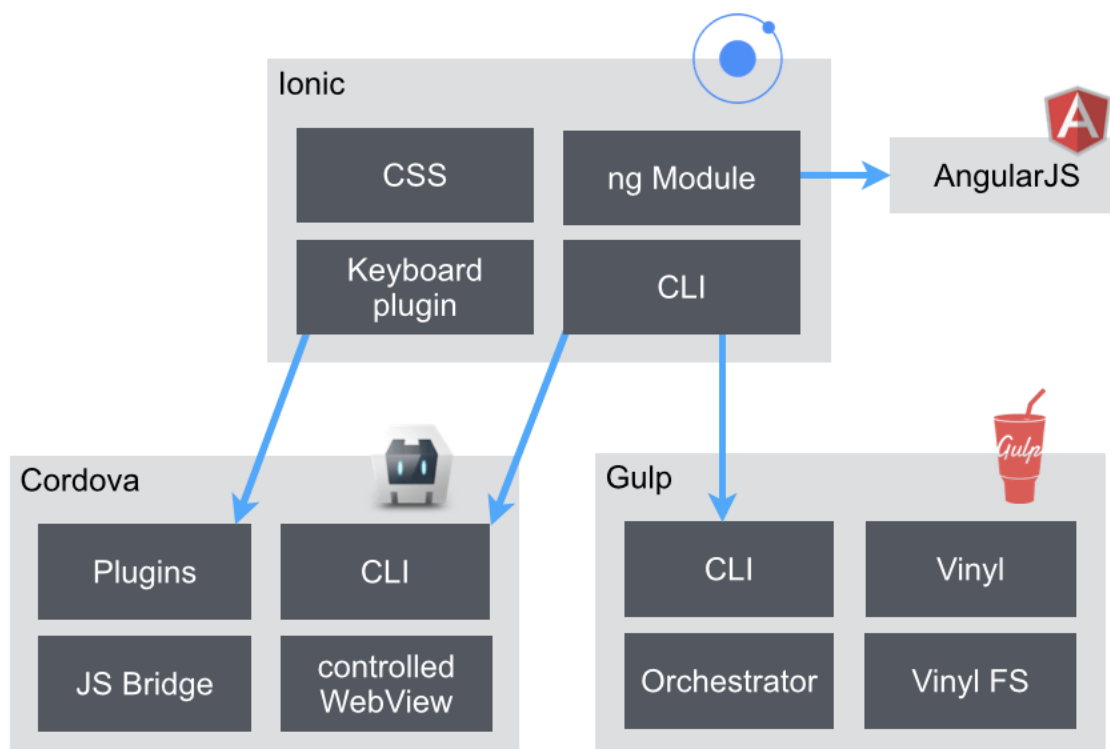 Ionic
CSS
ng Module
Keyboard
plugin
CLI
AngularJS
A
Cordova
Plugins
CLI
JS Bridge
controlled
WebView
Gulp
Gulp
CLI
Vinyl
Orchestrator
Vinyl FS